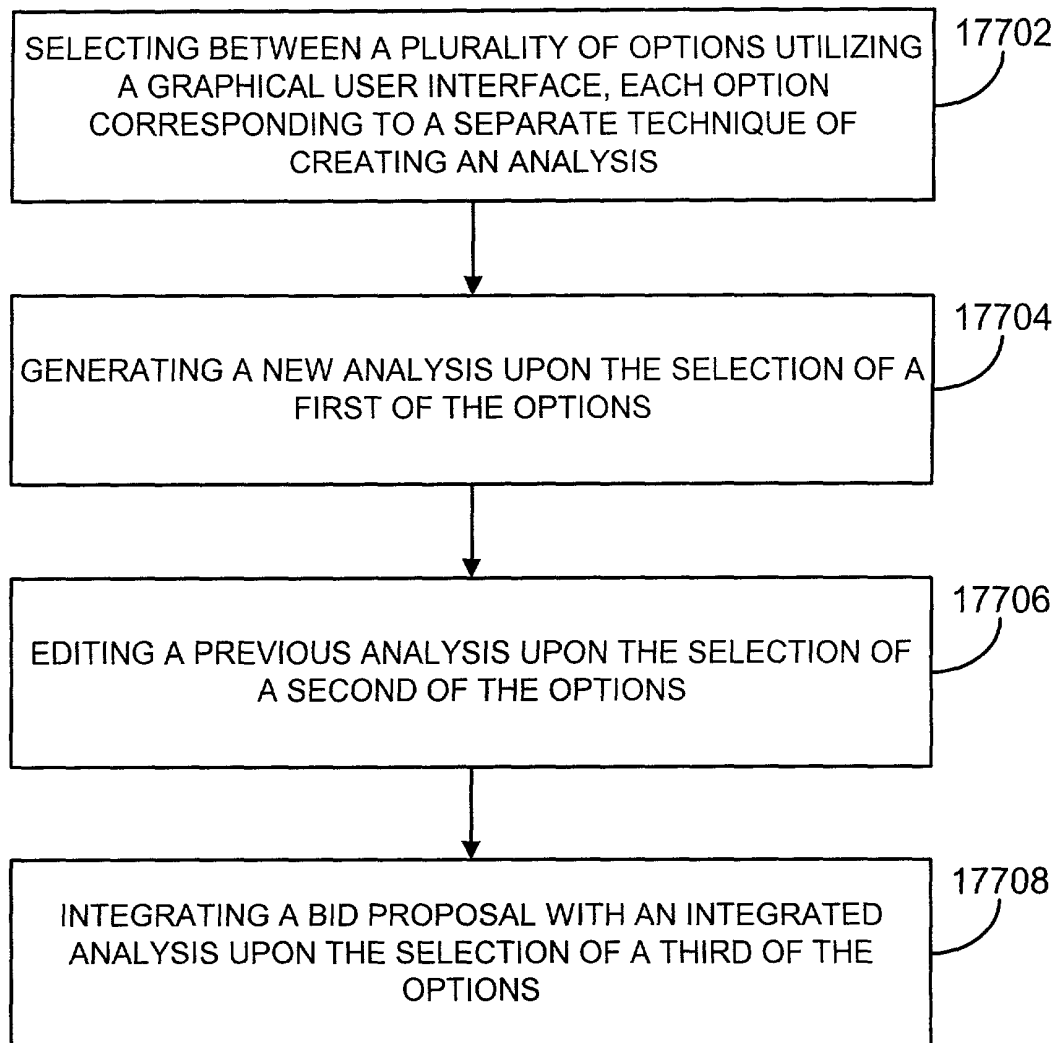 SELECTING BETWEEN A PLURALITY OF OPTIONS UTILIZING
A GRAPHICAL USER INTERFACE, EACH OPTION
CORRESPONDING TO A SEPARATE TECHNIQUE OF
CREATING AN ANALYSIS
17702
GENERATING A NEW ANALYSIS UPON THE SELECTION OF A
FIRST OF THE OPTIONS
17704
EDITING A PREVIOUS ANALYSIS UPON THE SELECTION OF
A SECOND OF THE OPTIONS
17706
INTEGRATING A BID PROPOSAL WITH AN INTEGRATED
ANALYSIS UPON THE SELECTION OF A THIRD OF THE
OPTIONS
17708